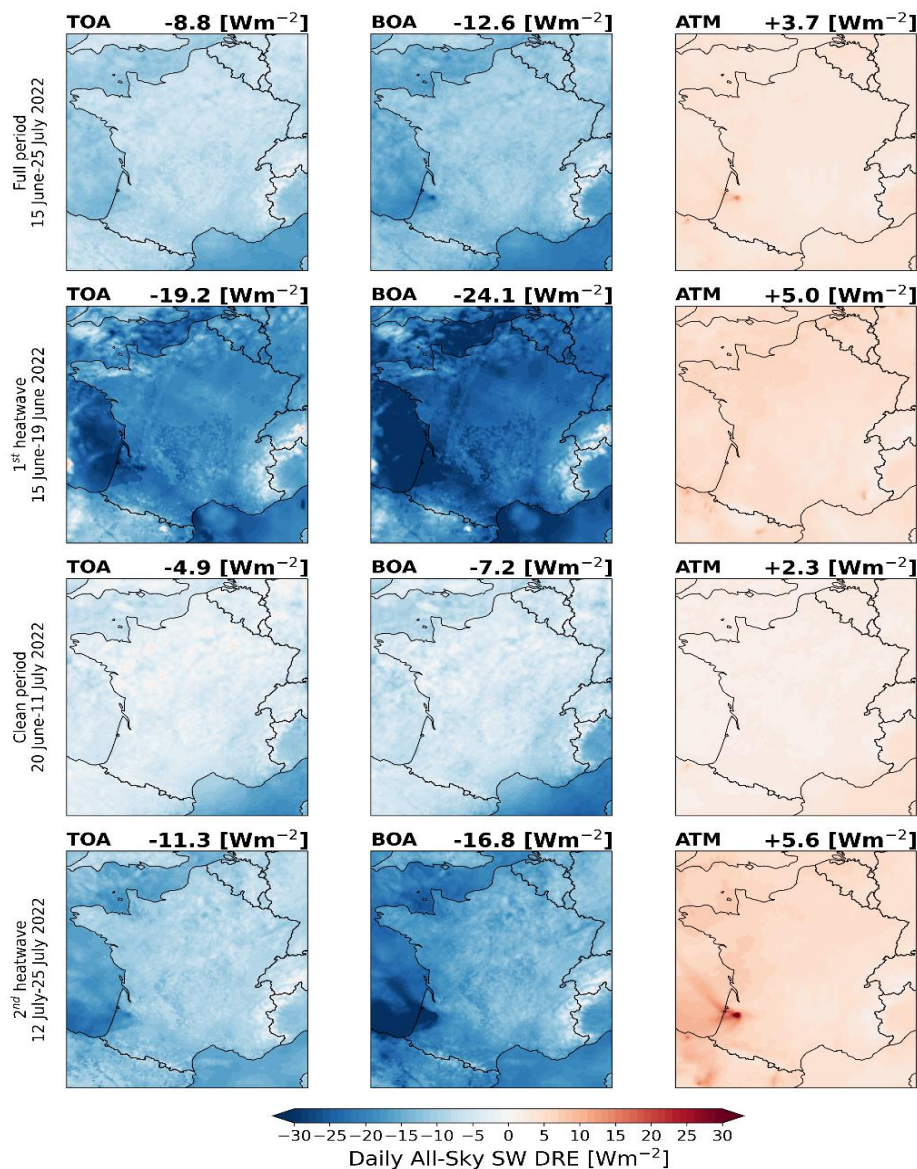 TOA -8.8 [Wm⁻²] BOA -12.6 [Wm⁻²] ATM +3.7 [Wm⁻²]
Full period
15 June-25 July 2022
TOA -19.2 [Wm⁻²] BOA -24.1 [Wm⁻²] ATM +5.0 [Wm⁻²]
1st heatwave
15 June-19 June 2022
TOA -4.9 [Wm⁻²] BOA -7.2 [Wm⁻²] ATM +2.3 [Wm⁻²]
Clean period
20 June-11 July 2022
TOA -11.3 [Wm⁻²] BOA -16.8 [Wm⁻²] ATM +5.6 [Wm⁻²]
2nd heatwave
12 July-25 July 2022
−30 −25 −20 −15 −10 −5 0 5 10 15 20 25 30
Daily All-Sky SW DRE [Wm⁻²]